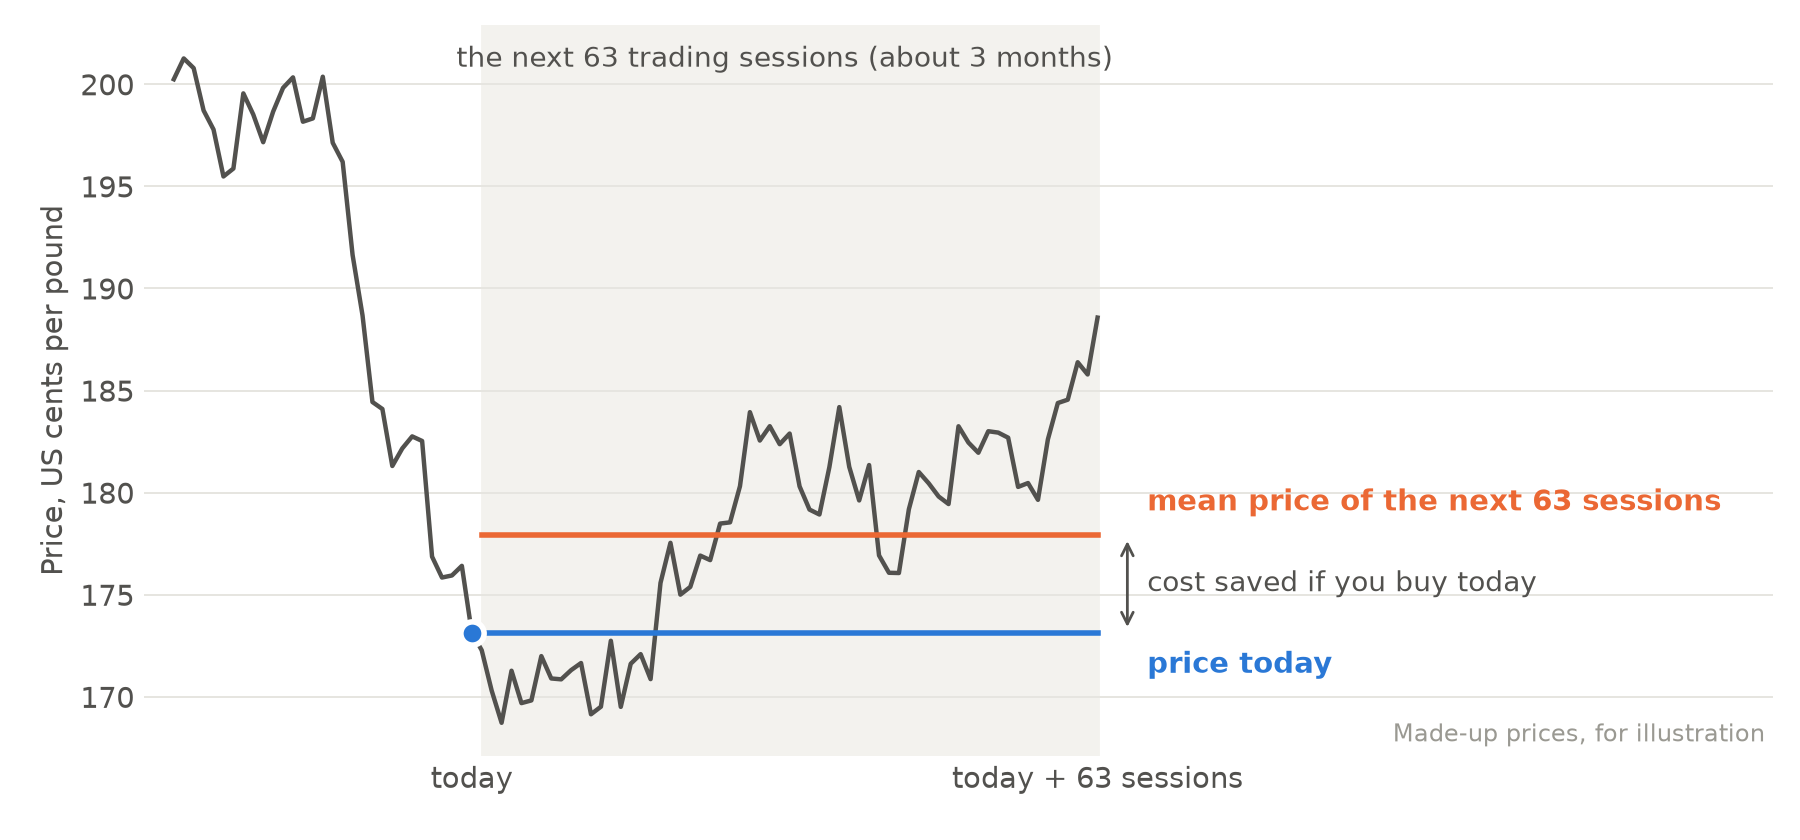 the next 63 trading sessions (about 3 months)
Price, US cents per pound
200
195
190
185
180
175
170
mean price of the next 63 sessions
cost saved if you buy today
price today
Made-up prices, for illustration
today
today + 63 sessions